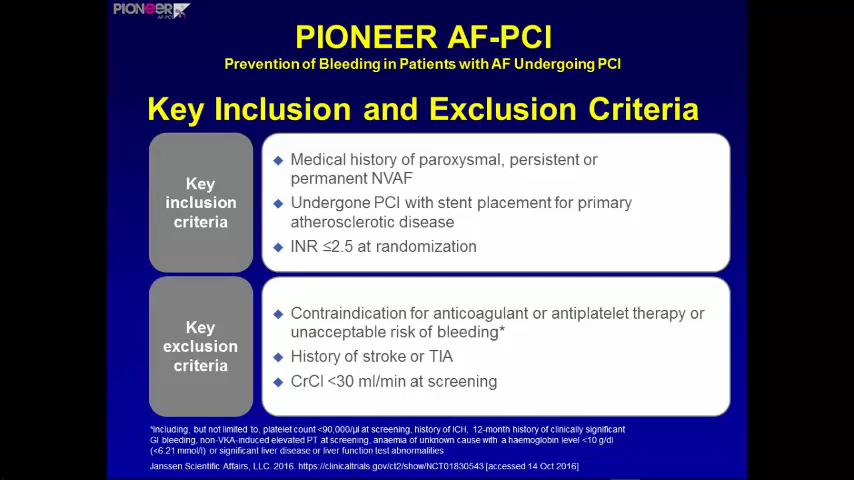 PIONEER
AF-PCI
PIONEER AF-PCI
Prevention of Bleeding in Patients with AF Undergoing PCI
Key Inclusion and Exclusion Criteria
Key
inclusion
criteria
Medical history of paroxysmal, persistent or
permanent NVAF
Undergone PCI with stent placement for primary
atherosclerotic disease
INR ≤2.5 at randomization
Key
exclusion
criteria
Contraindication for anticoagulant or antiplatelet therapy or
unacceptable risk of bleeding*
History of stroke or TIA
CrCl <30 ml/min at screening
*Including, but not limited to, platelet count <90,000/µl at screening, history of ICH, 12-month history of clinically significant
GI bleeding, non-VKA-induced elevated PT at screening, anaemia of unknown cause with a haemoglobin level <10 g/dl
(<6.21 mmol/l) or significant liver disease or liver function test abnormalities
Janssen Scientific Affairs, LLC. 2016. https://clinicaltrials.gov/ct2/show/NCT01830543 [accessed 14 Oct 2016]